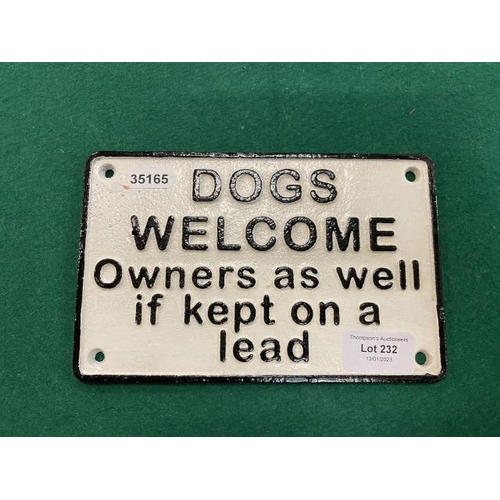 35165
DOGS
WELCOME
Owners as well
if kept on a
lead
Thompson's Auctioneers
Lot 232
13/01/2023